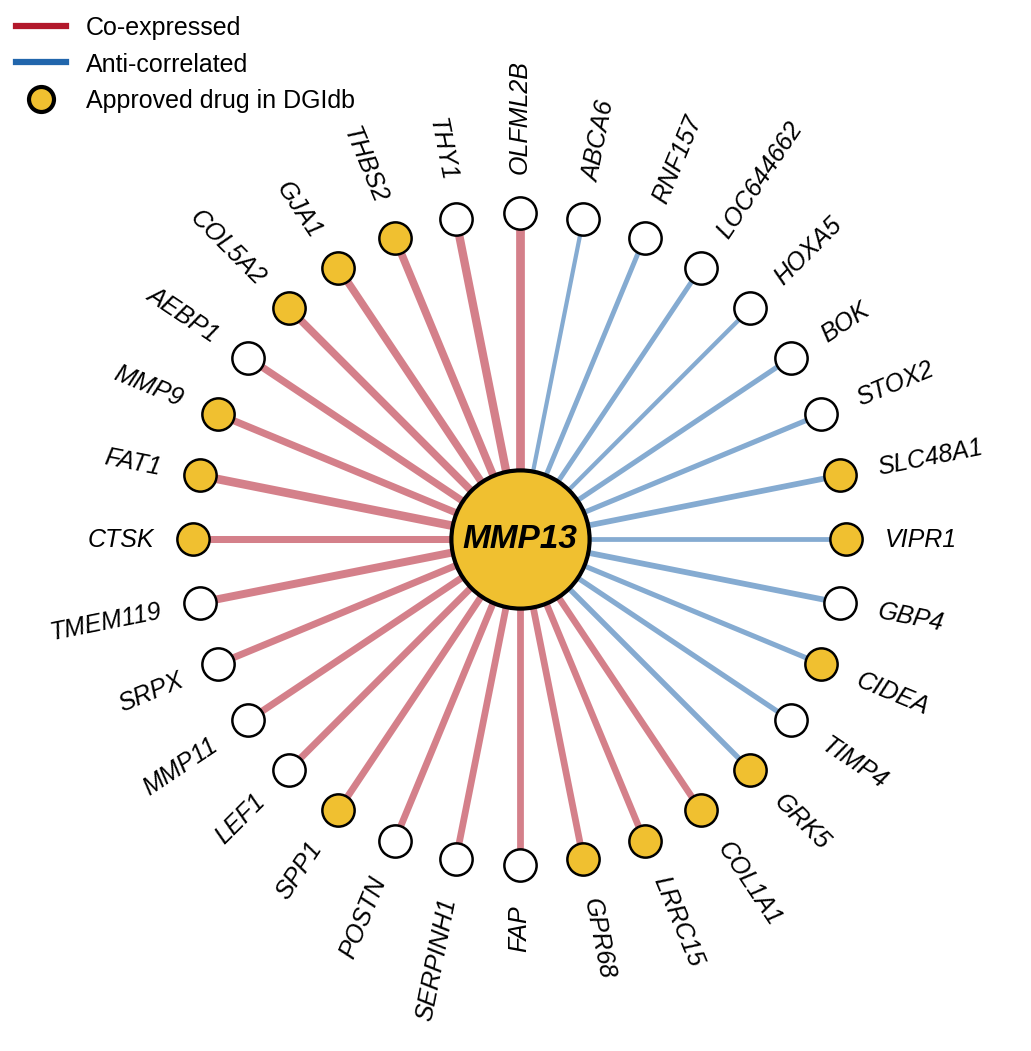 Co-expressed
Anti-correlated
Approved drug in DGIdb
OLFML2B
ABCA6
RNF157
LOC644662
HOXA5
BOK
STOX2
SLC48A1
VIPR1
GBP4
CIDEA
TIMP4
GRK5
COL1A1
LRRC15
GPR68
FAP
SERPINH1
POSTN
SPP1
LEF1
MMP11
SRPX
TMEM119
CTSK
FAT1
MMP9
AEBP1
COL5A2
GJA1
THBS2
THY1
MMP13